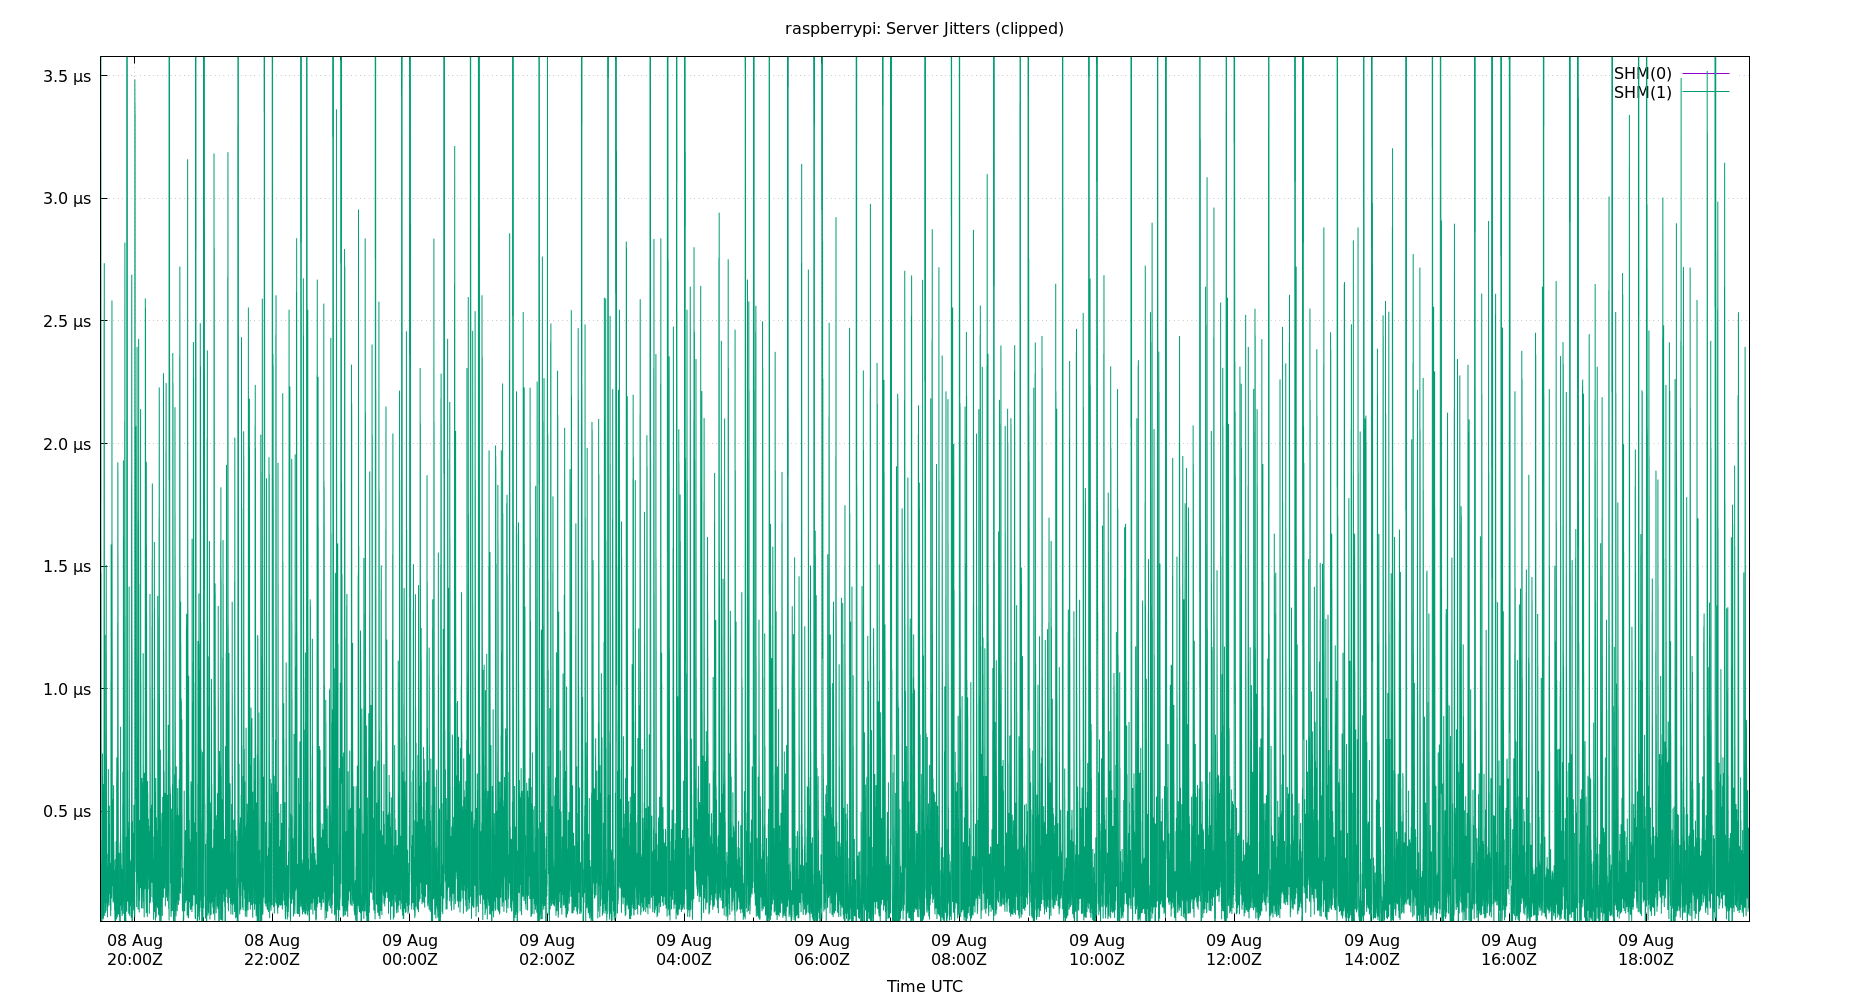 raspberrypi: Server Jitters (clipped)
3.5 µs
SHM(0)
SHM(1)
3.0 µs
2.5 µs
2.0 µs
1.5 µs
1.0 µs
0.5 µs
08 Aug 08 Aug 09 Aug 09 Aug 09 Aug 09 Aug 09 Aug 09 Aug 09 Aug 09 Aug 09 Aug 09 Aug
20:00Z 22:00Z 00:00Z 02:00Z 04:00Z 06:00Z 08:00Z 10:00Z 12:00Z 14:00Z 16:00Z 18:00Z
Time UTC